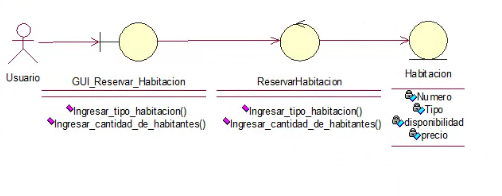 Usuario
GUI_Reservar_Habitacion
Ingresar_tipo_habitacion()
Ingresar_cantidad_de_habitantes()
ReservarHabitacion
Ingresar_tipo_habitacion()
Ingresar_cantidad_de_habitantes()
Habitacion
Numero
Tipo
disponibilidad
precio